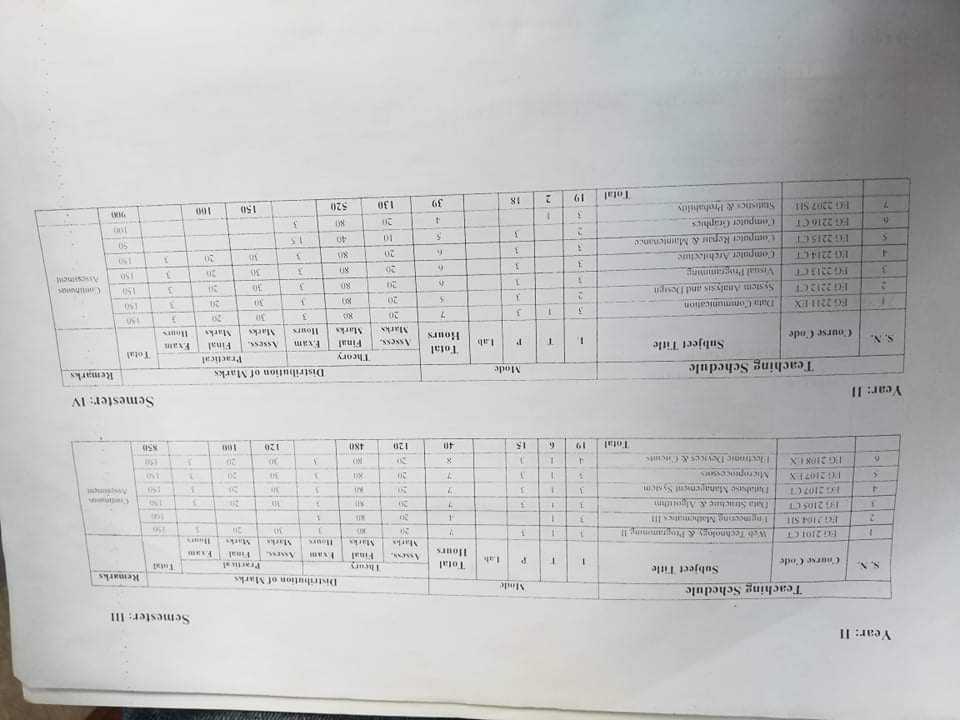 Year: II
Semester: III
Teaching Schedule Mode Distribution of Marks Remarks
S. N. Course Code Subject Title L T P Lab Total Hours Theory Practical Total
Assess. Marks Final Marks Exam Hours Assess. Marks Final Marks Exam Hours
1 EG 2101 CT Web Technology & Programming II 3 1 3 7 20 80 3 30 20 3 150
2 EG 2104 SH Engineering Mathematics III 3 1 4 20 80 3 100
3 EG 2105 CT Data Structure & Algorithm 3 1 3 7 20 80 3 30 20 3 150
4 EG 2107 CT Database Management System 3 1 3 7 20 80 3 30 20 3 150
5 EG 2107 EX Microprocessors 3 1 3 7 20 80 3 30 20 3 150
6 EG 2108 EX Electronic Devices & Circuits 4 1 3 8 20 80 3 30 20 3 150
Continuous Assessment
Total 19 6 15 40 120 480 120 100 850
Year: II
Semester: IV
Teaching Schedule Mode Distribution of Marks Remarks
S. N. Course Code Subject Title L T P Lab Total Hours Theory Practical Total
Assess. Marks Final Marks Exam Hours Assess. Marks Final Marks Exam Hours
1 EG 2211 EX Data Communication 3 1 3 7 20 80 3 30 20 3 150
2 EG 2212 CT System Analysis and Design 2 3 5 20 80 3 30 20 3 150
3 EG 2213 CT Visual Programming 3 3 6 20 80 3 30 20 3 150
4 EG 2214 CT Computer Architecture 3 3 6 20 80 3 30 20 3 150
5 EG 2215 CT Computer Repair & Maintenance 3 3 6 20 80 3 30 20 3 150
6 EG 2216 CT Computer Graphics 2 3 5 10 40 1.5 50
7 EG 2207 SH Statistics & Probability 3 1 4 20 80 3 100
Continuous Assessment
Total 19 2 18 39 130 520 150 100 900